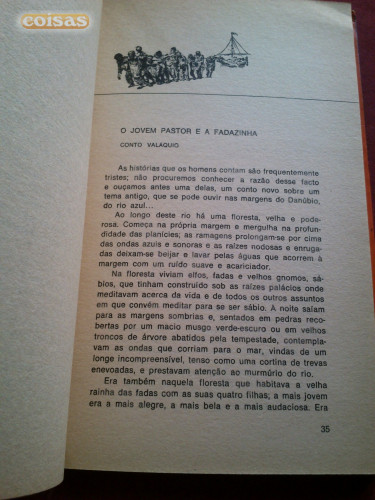 coisas
O JOVEM PASTOR E A FADAZINHA
CONTO VALAQUIO
As histórias que os homens contam são frequentemente
tristes; não procuremos conhecer a razão desse facto
e ouçamos antes uma delas, um conto novo sobre um
tema antigo, que se pode ouvir nas margens do Danúbio,
do rio azul...
Ao longo deste rio há uma floresta, velha e pode-
rosa. Começa na própria margem e mergulha na profun-
didade das planícies; as ramagens prolongam-se por cima
das ondas azuis e sonoras e as raízes nodosas e enruga-
das deixam-se beijar e lavar pelas águas que acorrem à
margem com um ruído suave e acariciador.
Na floresta viviam elfos, fadas e velhos gnomos, sá-
bios, que tinham construído sob as raízes palácios onde
meditavam acerca da vida e de todos os outros assuntos
em que convém meditar para se ser sábio. À noite saíam
para as margens sombrias e, sentados em pedras reco-
bertas por um macio musgo verde-escuro ou em velhos
troncos de árvore abatidos pela tempestade, contempla-
vam as ondas que corriam para o mar, vindas de um
longe incompreensível, tenso como uma cortina de trevas
enevoadas, e prestavam atenção ao murmúrio do rio.
Era também naquela floresta que habitava a velha
rainha das fadas com as suas quatro filhas; a mais jovem
era a mais alegre, a mais bela e a mais audaciosa. Era
35